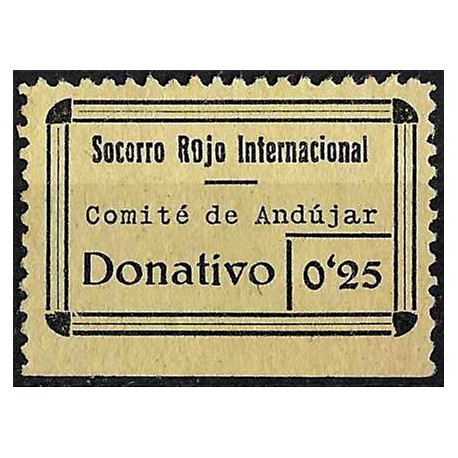 Socorro ROjo Internacional
Comité de Andújar
Donativo 0'25